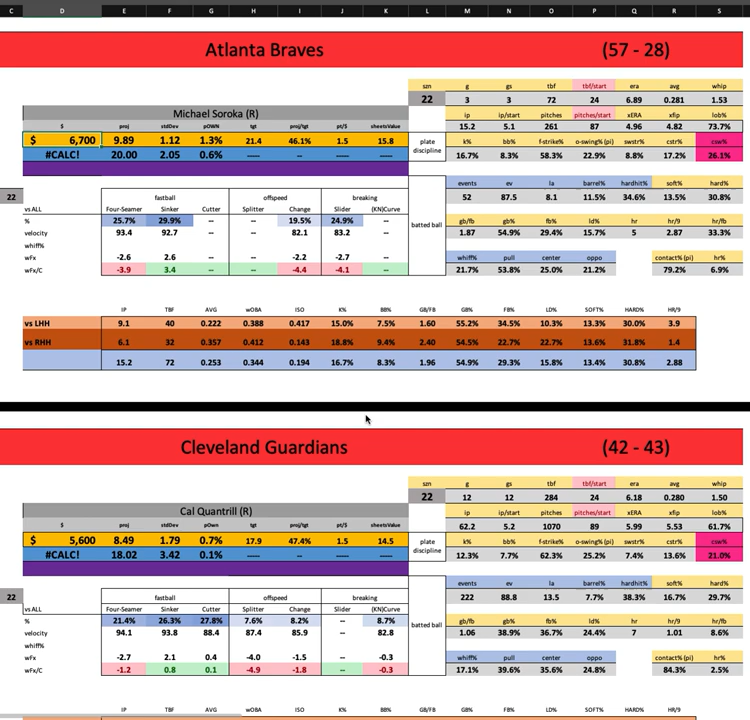 C D E F G H I J K L M N O P Q R S
Atlanta Braves (57 - 28)
szn g gs tbf tbf/start era avg whip
22 3 3 72 24 6.89 0.281 1.53
Michael Soroka (R) ip ip/start pitches pitches/start xERA xfip lob%
$ proj stdDev pOWN tgt proj/tgt pt/$ sheetsValue 15.2 5.1 261 87 4.96 4.82 73.7%
$ 6,700 9.89 1.12 1.3% 21.4 46.1% 1.5 15.8 plate discipline k% bb% f-strike% o-swing% (pi) swstr% cstr% csw%
#CALC! 20.00 2.05 0.6% ---- -- ---- ---- 16.7% 8.3% 58.3% 22.9% 8.8% 17.2% 26.1%
events ev la barrel% hardhit% soft% hard%
22 fastball offspeed breaking 52 87.5 8.1 11.5% 34.6% 13.5% 30.8%
vs ALL Four-Seamer Sinker Cutter Splitter Change Slider (KN)Curve
% 25.7% 29.9% -- -- 19.5% 24.9% -- batted ball gb/fb gb% fb% ld% hr hr/9 hr/fb
velocity 93.4 92.7 -- -- 82.1 83.2 -- 1.87 54.9% 29.4% 15.7% 5 2.87 33.3%
whiff%
wFx -2.6 2.6 -- -- -2.2 -2.7 -- whiff% pull center oppo contact% (pi) hr%
wFx/C -3.9 3.4 -- -- -4.4 -4.1 -- 21.7% 53.8% 25.0% 21.2% 79.2% 6.9%
IP TBF AVG wOBA ISO K% BB% GB/FB GB% FB% LD% SOFT% HARD% HR/9
vs LHH 9.1 40 0.222 0.388 0.417 15.0% 7.5% 1.60 55.2% 34.5% 10.3% 13.3% 30.0% 3.9
vs RHH 6.1 32 0.357 0.412 0.143 18.8% 9.4% 2.40 54.5% 22.7% 22.7% 13.6% 31.8% 1.4
15.2 72 0.253 0.344 0.194 16.7% 8.3% 1.96 54.9% 29.3% 15.8% 13.4% 30.8% 2.88
Cleveland Guardians (42 - 43)
szn g gs tbf tbf/start era avg whip
22 12 12 284 24 6.18 0.280 1.50
Cal Quantrill (R) ip ip/start pitches pitches/start xERA xfip lob%
$ proj stdDev pOwn tgt proj/tgt pt/$ sheetsValue 62.2 5.2 1070 89 5.99 5.53 61.7%
$ 5,600 8.49 1.79 0.7% 17.9 47.4% 1.5 14.5 plate discipline k% bb% f-strike% o-swing% (pi) swstr% cstr% csw%
#CALC! 18.02 3.42 0.1% ---- -- ---- ---- 12.3% 7.7% 62.3% 25.2% 7.4% 13.6% 21.0%
events ev la barrel% hardhit% soft% hard%
22 fastball offspeed breaking 222 88.8 13.5 7.7% 38.3% 16.7% 29.7%
vs ALL Four-Seamer Sinker Cutter Splitter Change Slider (KN)Curve
% 21.4% 26.3% 27.8% 7.6% 8.2% -- 8.7% batted ball gb/fb gb% fb% ld% hr hr/9 hr/fb
velocity 94.1 93.8 88.4 87.4 85.9 -- 82.8 1.06 38.9% 36.7% 24.4% 7 1.01 8.6%
whiff%
wFx -2.7 2.1 0.4 -4.0 -1.5 -- -0.3 whiff% pull center oppo contact% (pi) hr%
wFx/C -1.2 0.8 0.1 -4.9 -1.8 -- -0.3 17.1% 39.6% 35.6% 24.8% 84.3% 2.5%
IP TBF AVG wOBA ISO K% BB% GB/FB GB% FB% LD% SOFT% HARD% HR/9